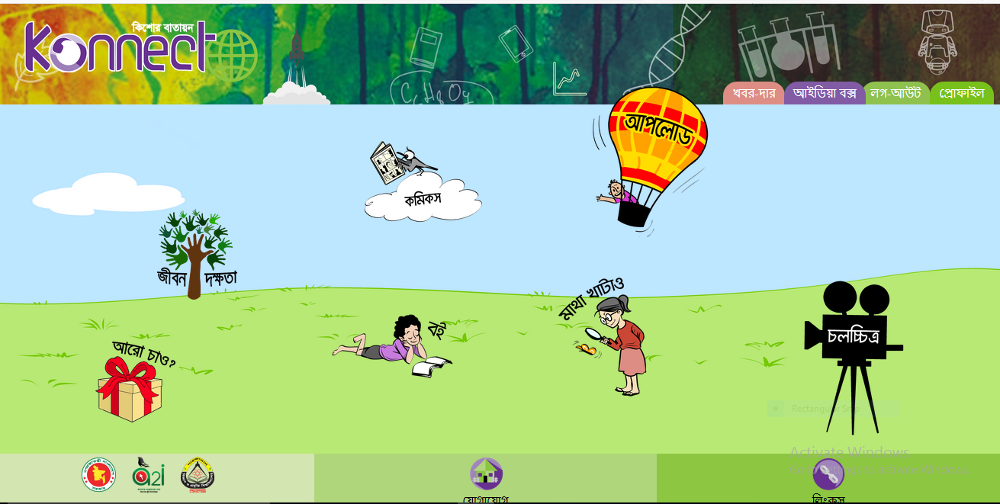 কিশোর বাতায়ন
Konnect
C₂H₆O₄
খবর-দার
আইডিয়া বক্স
লগ-আউট
প্রোফাইল
আপলোড
কমিকস
জীবন দক্ষতা
মাথা খাটাও
বই
চলচ্চিত্র
আরো চাও?
Rectangular Snip
Activate Windows
Go to Settings to activate Windows.
a2i
যোগাযোগ
লিংকস